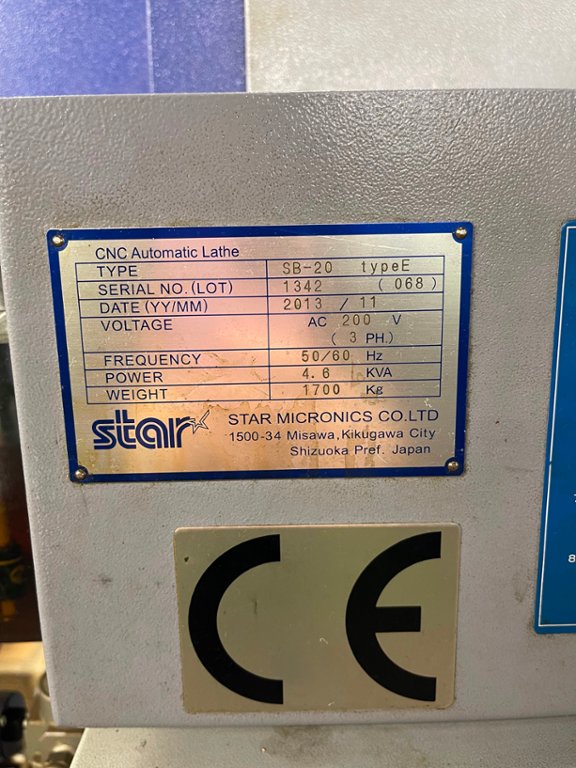 CNC Automatic Lathe
TYPE SB-20 typeE
SERIAL NO.(LOT) 1342 (068)
DATE (YY/MM) 2013 / 11
VOLTAGE AC 200 V
( 3 PH.)
FREQUENCY 50/60 Hz
POWER 4.6 KVA
WEIGHT 1700 Kg
star STAR MICRONICS CO.LTD
1500-34 Misawa,Kikugawa City
Shizuoka Pref. Japan
CE
8